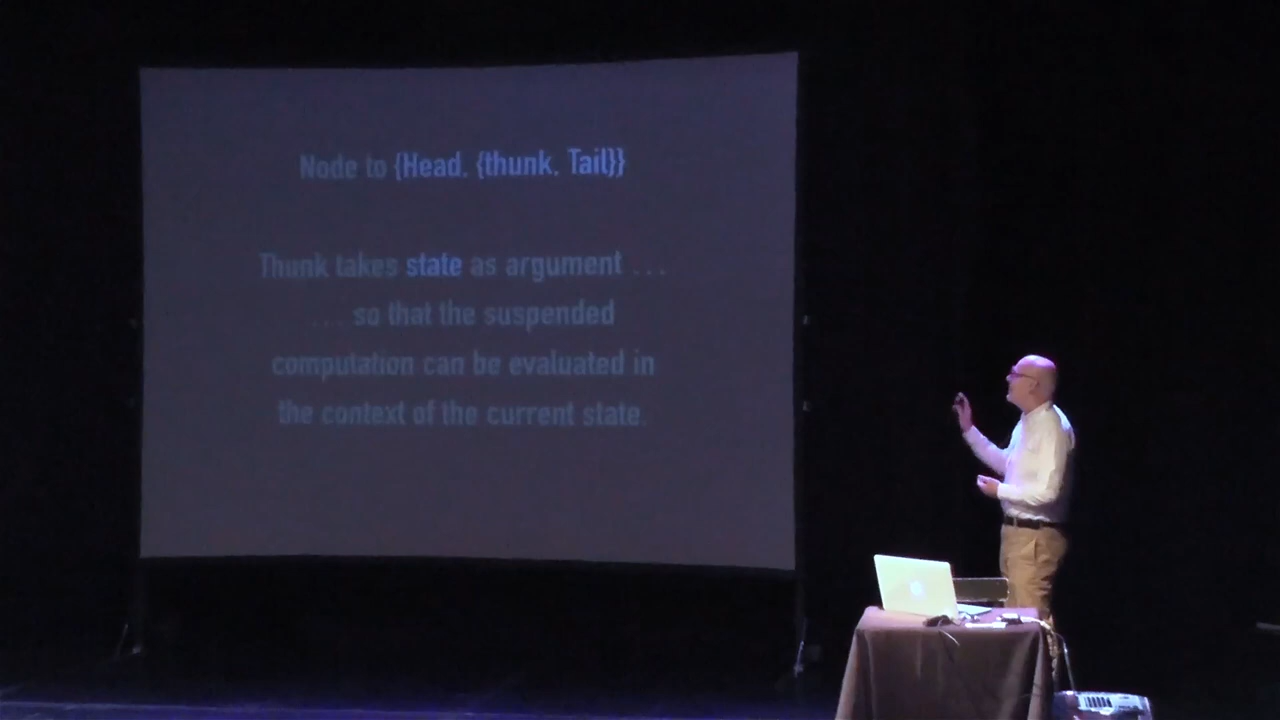 Node to {Head, {thunk, Tail}}
Thunk takes state as argument ...
... so that the suspended
computation can be evaluated in
the context of the current state.